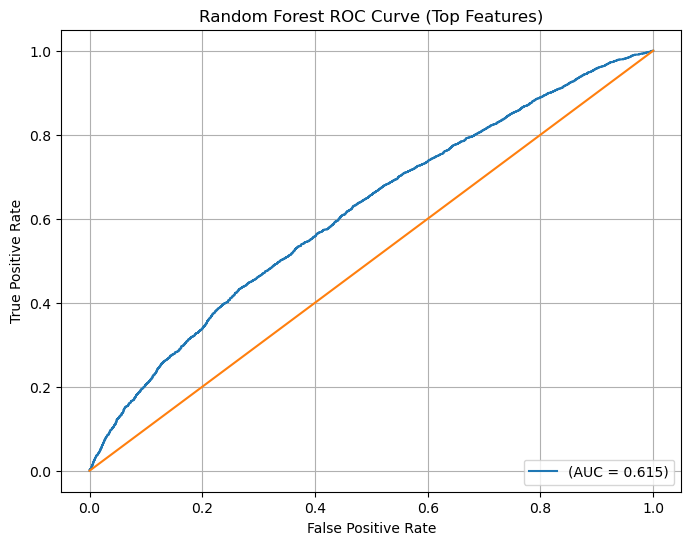 Random Forest ROC Curve (Top Features)
True Positive Rate
1.0
0.8
0.6
0.4
0.2
0.0
(AUC = 0.615)
0.0 0.2 0.4 0.6 0.8 1.0
False Positive Rate